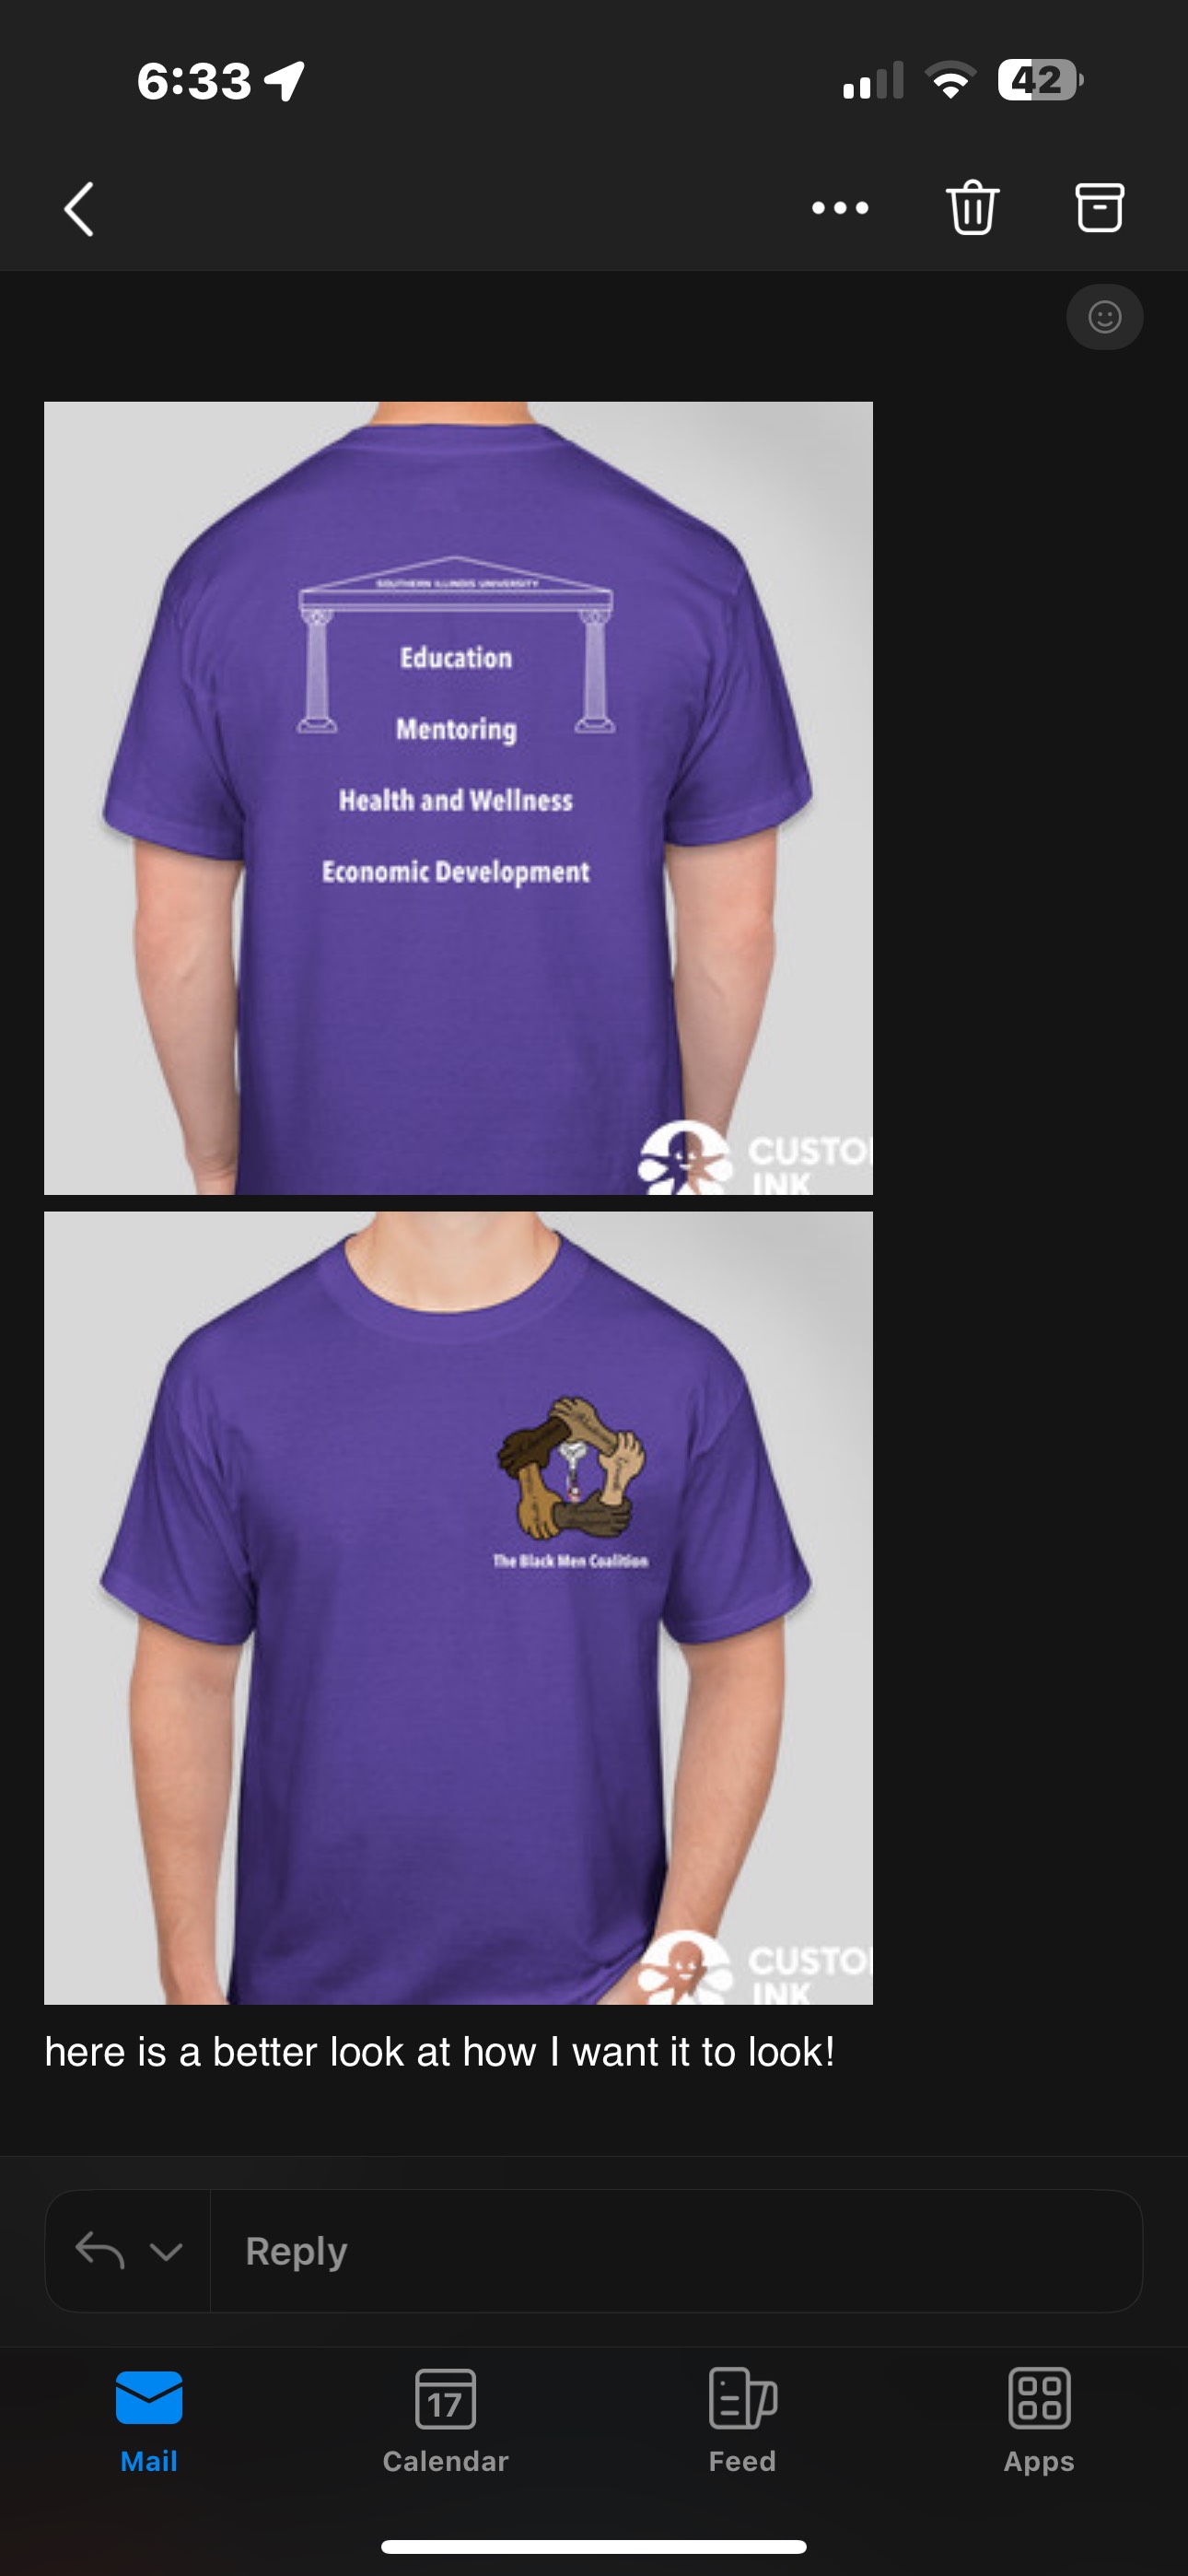 6:33
42
SOUTHERN ILLINOIS UNIVERSITY
Education
Mentoring
Health and Wellness
Economic Development
CUSTO
INK
The Black Men Coalition
CUSTO
INK
here is a better look at how I want it to look!
Reply
17
Mail
Calendar
Feed
Apps